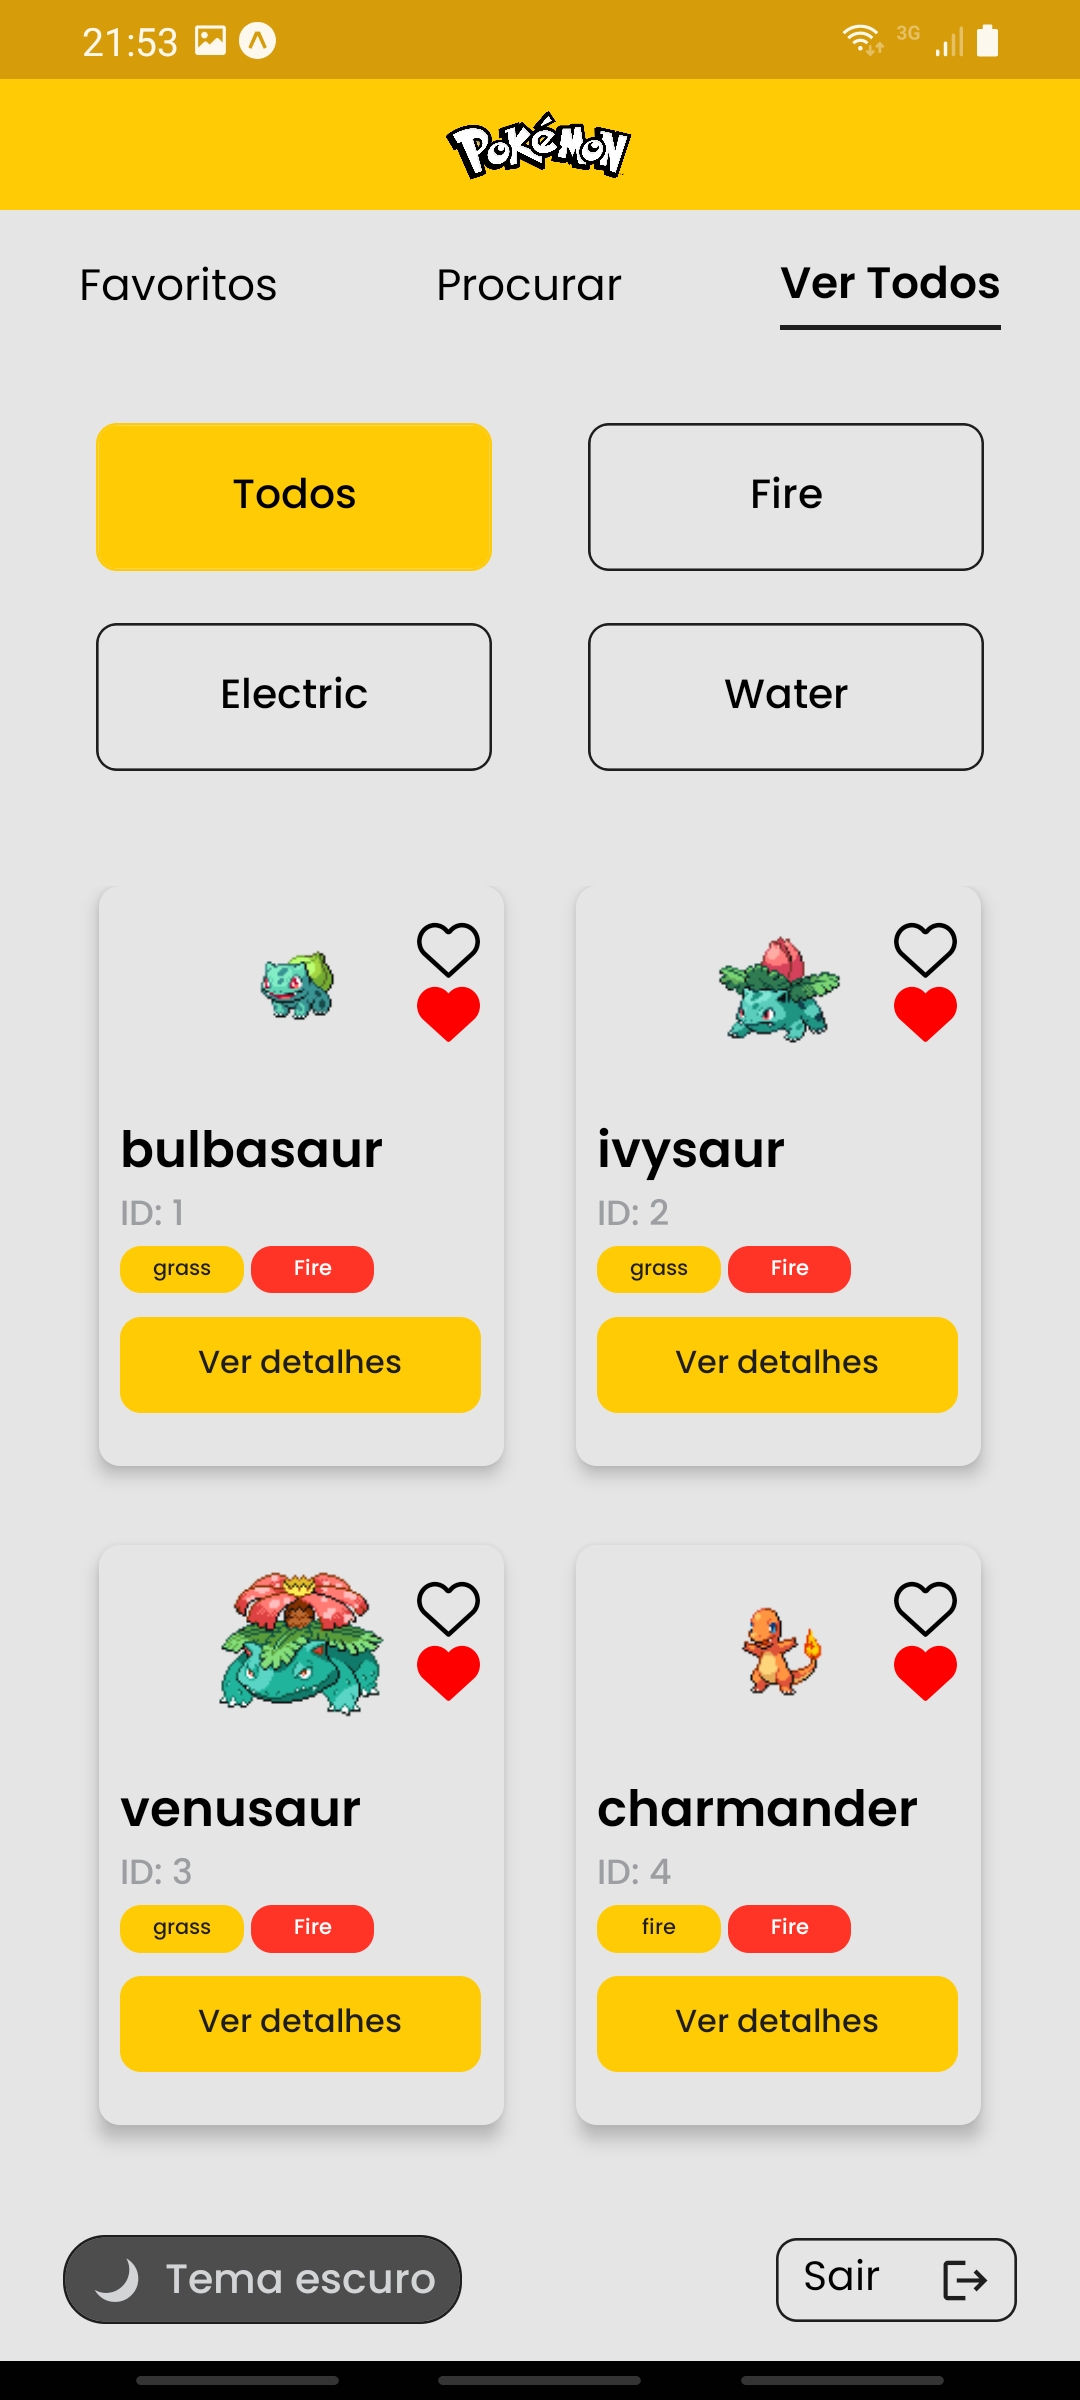 21:53
3G
Pokémon
Favoritos Procurar Ver Todos
Todos Fire
Electric Water
bulbasaur ivysaur
ID: 1 ID: 2
grass Fire grass Fire
Ver detalhes Ver detalhes
venusaur charmander
ID: 3 ID: 4
grass Fire fire Fire
Ver detalhes Ver detalhes
Tema escuro Sair